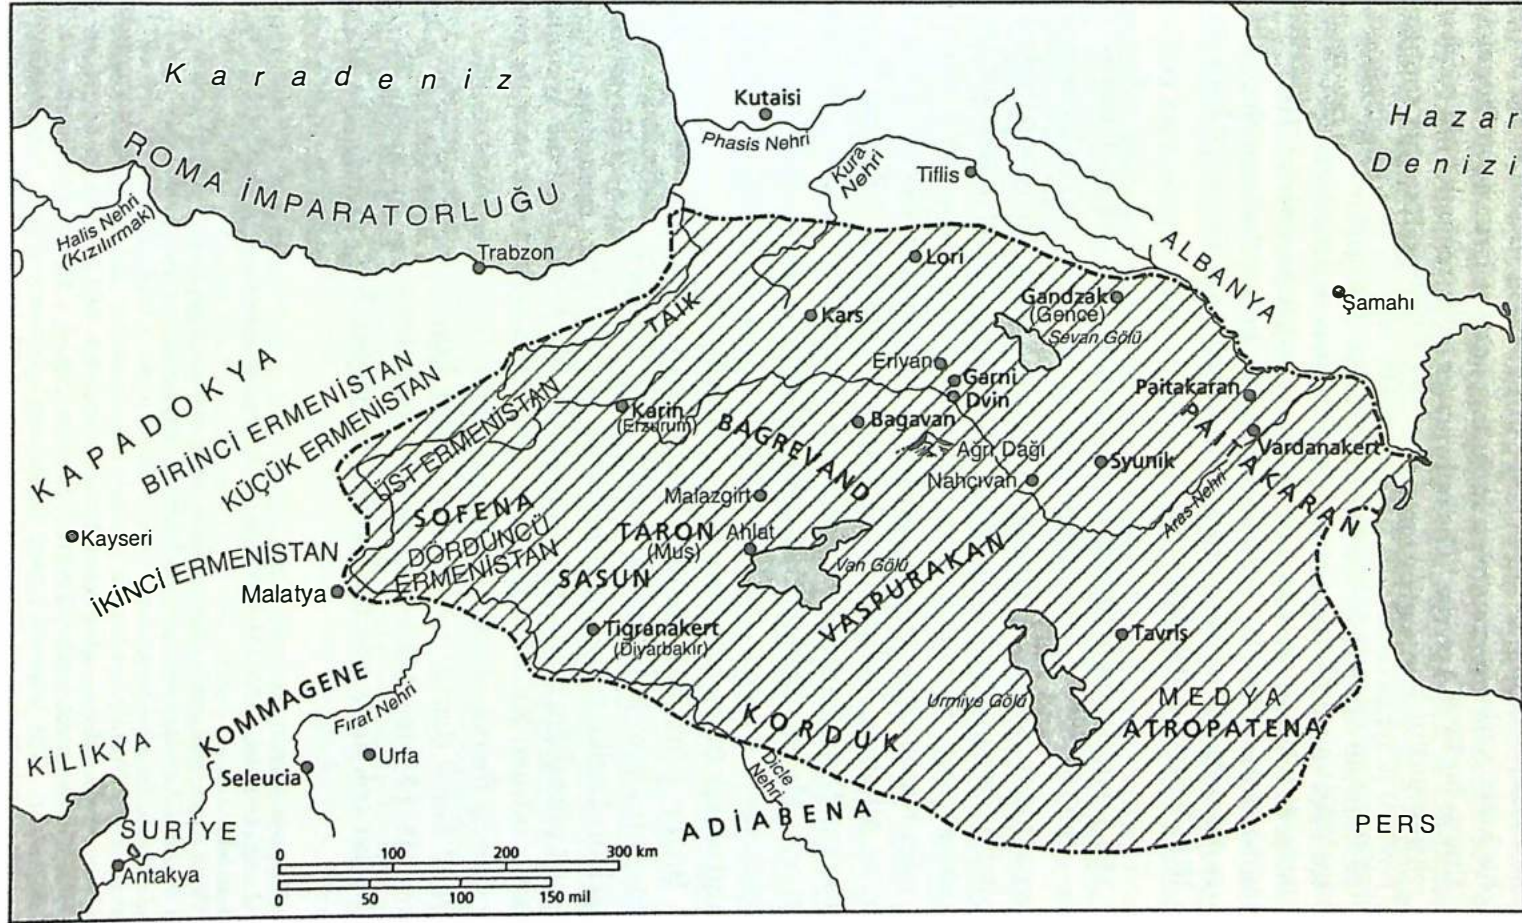 Karadeniz
Hazar
Denizi
ROMA İMPARATORLUĞU
Halis Nehri
(Kızılırmak)
Trabzon
Kutaisi
Phasis Nehri
Kura
Nehri
Tiflis
ALBANYA
Şamahı
Lori
TAİK
Kars
Gandzak
(Gence)
Sevan Gölü
Erivan
Garni
Dvin
Paitakaran
PAITAKARAN
Vardanakert
KAPADOKYA
BİRİNCİ ERMENİSTAN
KÜÇÜK ERMENİSTAN
ÜST ERMENİSTAN
Karin
(Erzurum)
BAGREVAND
Bagavan
Ağrı Dağı
Nahçıvan
Syunik
Aras Nehri
Kayseri
İKİNCİ ERMENİSTAN
Malatya
SOFENA
DÖRDÜNCÜ
ERMENİSTAN
Malazgirt
TARON
(Muş)
Ahlat
SASUN
Van Gölü
VASPURAKAN
Tigranakert
(Diyarbakır)
Tavris
Urmiye Gölü
MEDYA
ATROPATENA
KORDUK
KOMMAGENE
Fırat Nehri
KİLİKYA
Seleucia
Urfa
Dicle
Nehri
ADİABENA
PERS
SURİYE
Antakya
0 100 200 300 km
0 50 100 150 mil